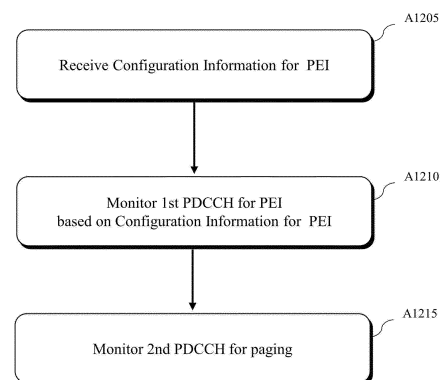 A1205
Receive Configuration Information for PEI
A1210
Monitor 1st PDCCH for PEI
based on Configuration Information for PEI
A1215
Monitor 2nd PDCCH for paging